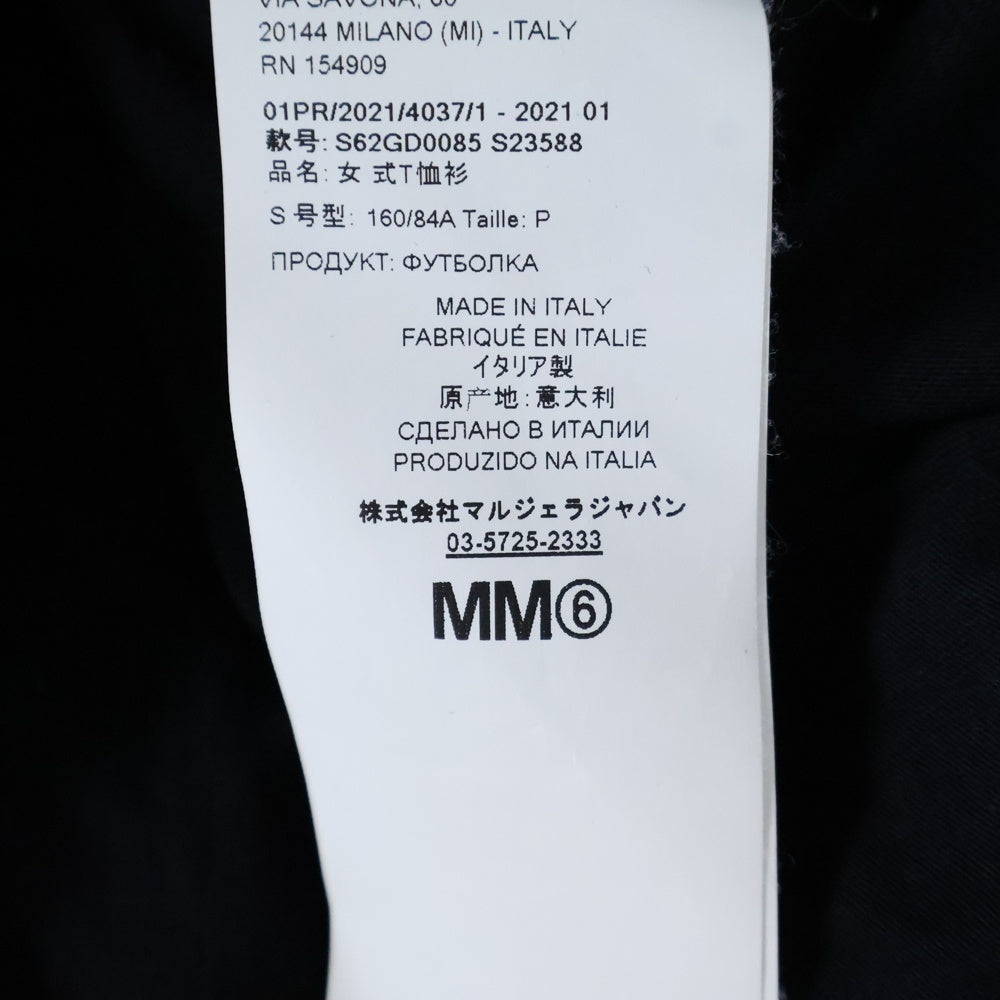 VIA SAVONA, 60
20144 MILANO (MI) - ITALY
RN 154909
01PR/2021/4037/1 - 2021 01
款号: S62GD0085 S23588
品名: 女 式T恤衫
S 号型: 160/84A Taille: P
ПРОДУКТ: ФУТБОЛКА
MADE IN ITALY
FABRIQUÉ EN ITALIE
イタリア製
原产地: 意大利
СДЕЛАНО В ИТАЛИИ
PRODUZIDO NA ITALIA
株式会社マルジェラジャパン
03-5725-2333
MM⑥